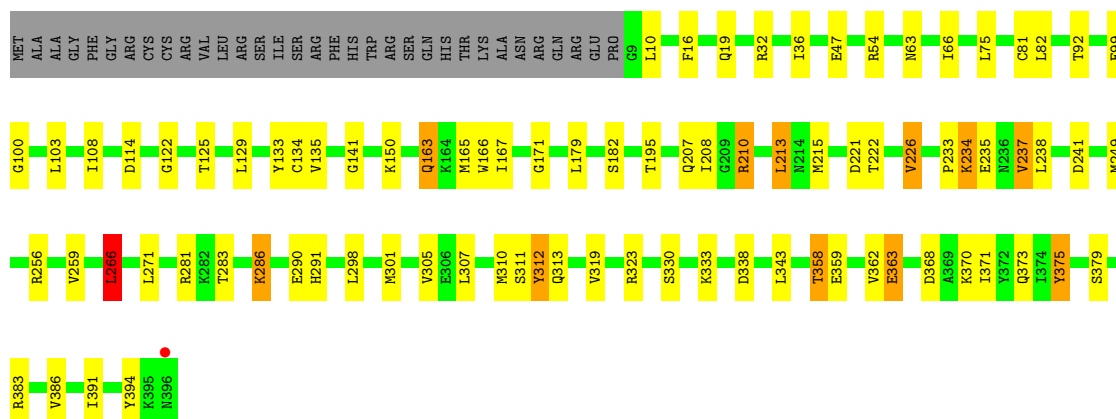 MET ALA ALA GLY PHE GLY ARG CYS CYS ARG VAL LEU ARG SER ILE SER ARG PHE HIS TRP ARG SER GLN HIS THR LYS ALA ASN ARG GLN ARG GLU PRO G9 L10 F16 Q19 R32 I36 E47 R54 N63 I66 L75 C81 L82 T92
G100 L103 I108 D114 G122 T125 L129 Y133 C134 V135 G141 K150 Q163 K164 M165 W166 I167 G171 L179 S182 T195 Q207 I208 G209 R210 L213 N214 M215 D221 T222 V226 P233 K234 E235 N236 V237 L238 D241
R256 V259 L266 L271 R281 K282 T283 K286 E290 H291 L298 M301 V305 E306 L307 M310 S311 Y312 Q313 V319 R323 S330 K333 D338 L343 T358 E359 V362 E363 D368 A369 K370 I371 Y372 Q373 I374 Y375 S379
R383 V386 I391 Y394 K395 N396